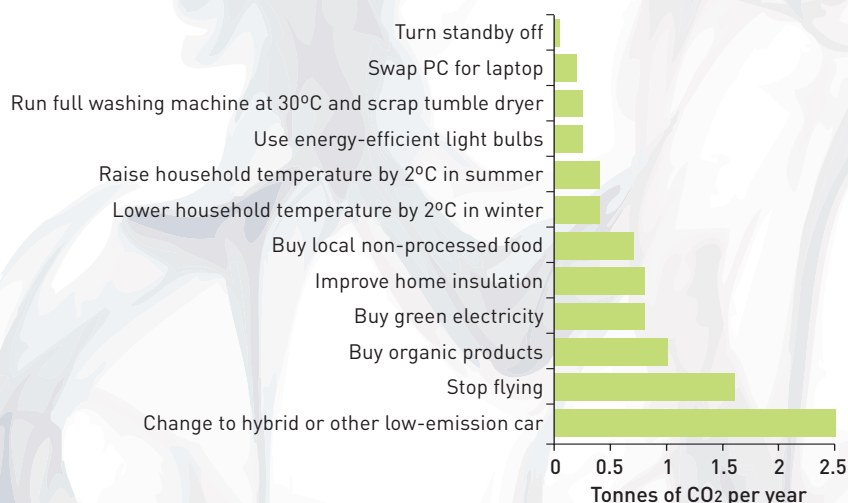 Turn standby off
Swap PC for laptop
Run full washing machine at 30ºC and scrap tumble dryer
Use energy-efficient light bulbs
Raise household temperature by 2ºC in summer
Lower household temperature by 2ºC in winter
Buy local non-processed food
Improve home insulation
Buy green electricity
Buy organic products
Stop flying
Change to hybrid or other low-emission car
0 0.5 1 1.5 2 2.5
Tonnes of CO2 per year